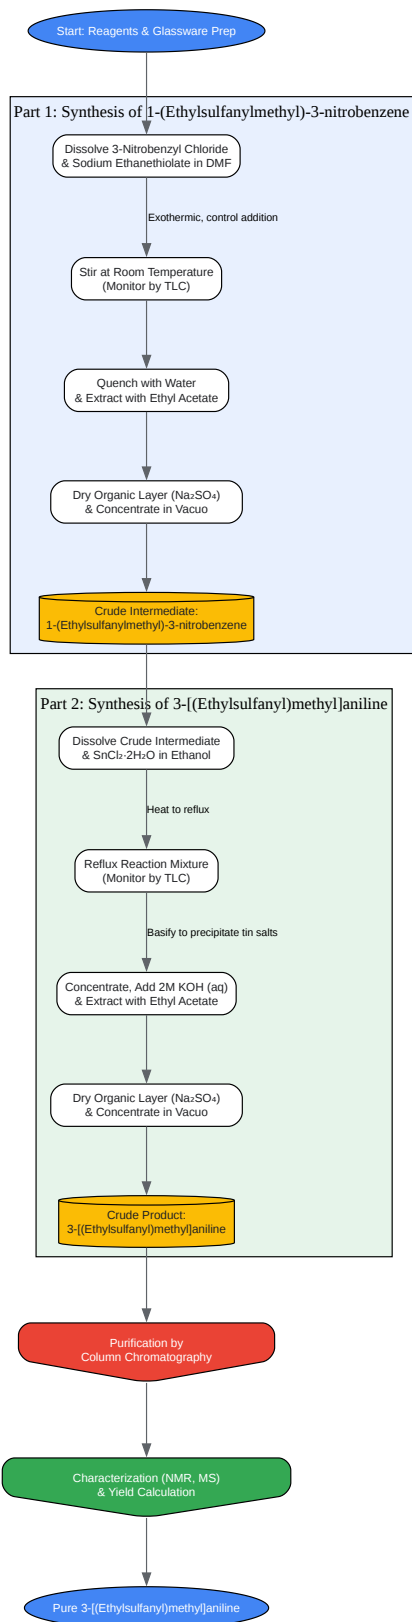 Start: Reagents & Glassware Prep
Part 1: Synthesis of 1-(Ethylsulfanylmethyl)-3-nitrobenzene
Dissolve 3-Nitrobenzyl Chloride
& Sodium Ethanethiolate in DMF
Exothermic, control addition
Stir at Room Temperature
(Monitor by TLC)
Quench with Water
& Extract with Ethyl Acetate
Dry Organic Layer (Na₂SO₄)
& Concentrate in Vacuo
Crude Intermediate:
1-(Ethylsulfanylmethyl)-3-nitrobenzene
Part 2: Synthesis of 3-[(Ethylsulfanyl)methyl]aniline
Dissolve Crude Intermediate
& SnCl₂·2H₂O in Ethanol
Heat to reflux
Reflux Reaction Mixture
(Monitor by TLC)
Basify to precipitate tin salts
Concentrate, Add 2M KOH (aq)
& Extract with Ethyl Acetate
Dry Organic Layer (Na₂SO₄)
& Concentrate in Vacuo
Crude Product:
3-[(Ethylsulfanyl)methyl]aniline
Purification by
Column Chromatography
Characterization (NMR, MS)
& Yield Calculation
Pure 3-[(Ethylsulfanyl)methyl]aniline